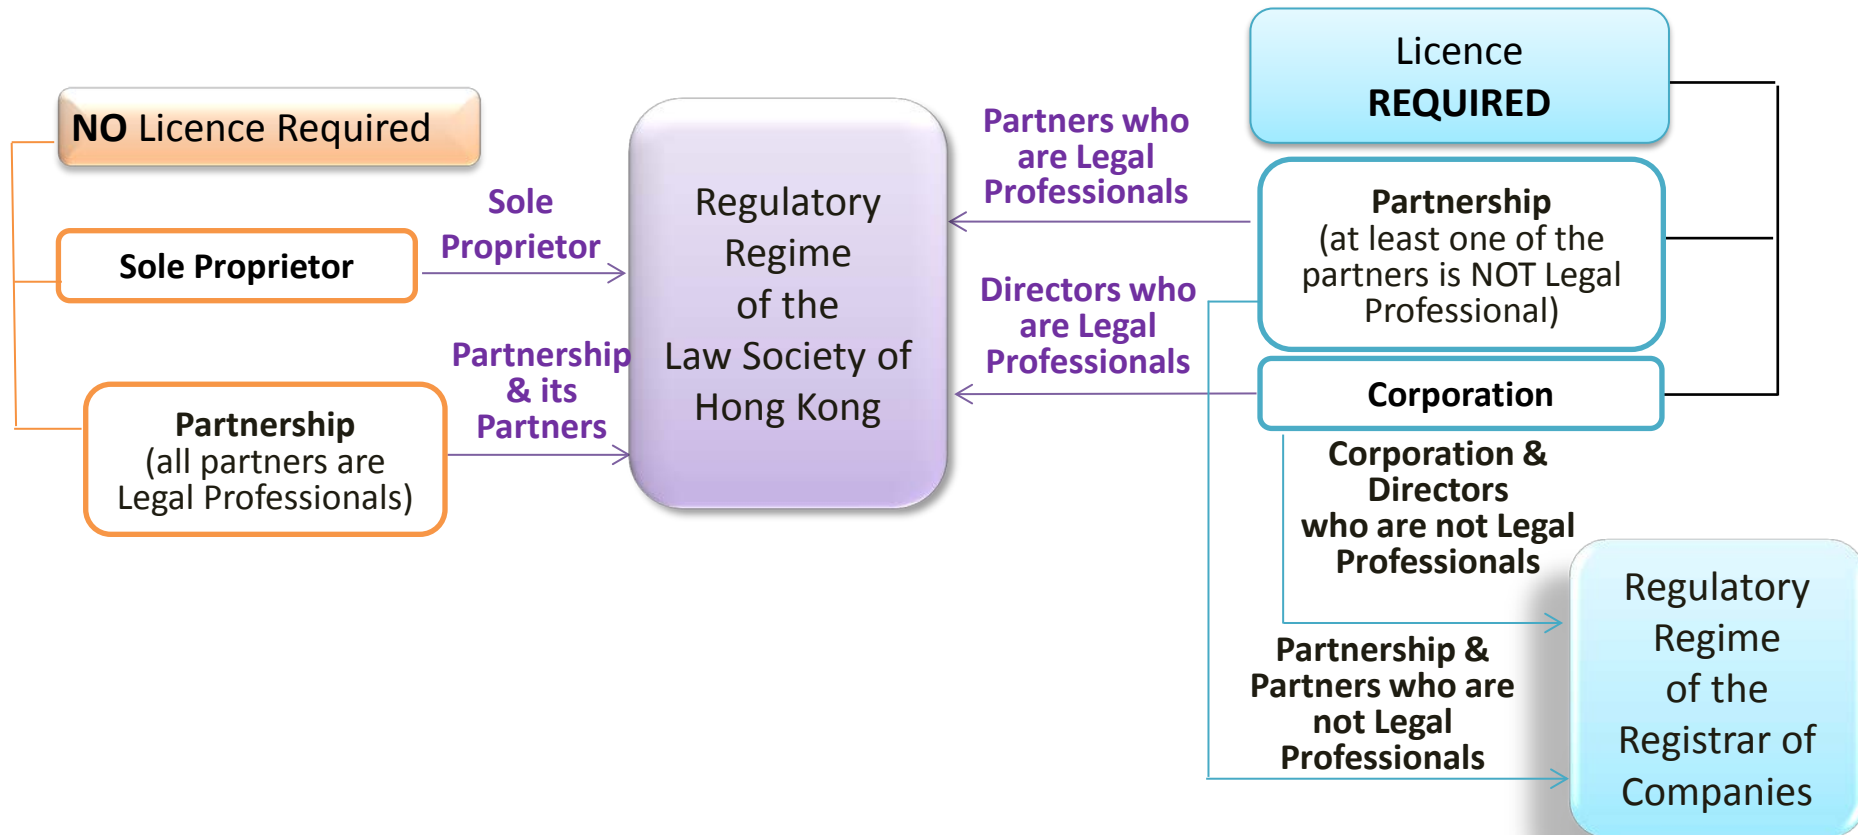 NO Licence Required
Sole Proprietor
Partnership
(all partners are
Legal Professionals)
Sole
Proprietor
Partnership
& its
Partners
Regulatory
Regime
of the
Law Society of
Hong Kong
Partners who
are Legal
Professionals
Directors who
are Legal
Professionals
Licence
REQUIRED
Partnership
(at least one of the
partners is NOT Legal
Professional)
Corporation
Corporation &
Directors
who are not Legal
Professionals
Partnership &
Partners who are
not Legal
Professionals
Regulatory
Regime
of the
Registrar of
Companies